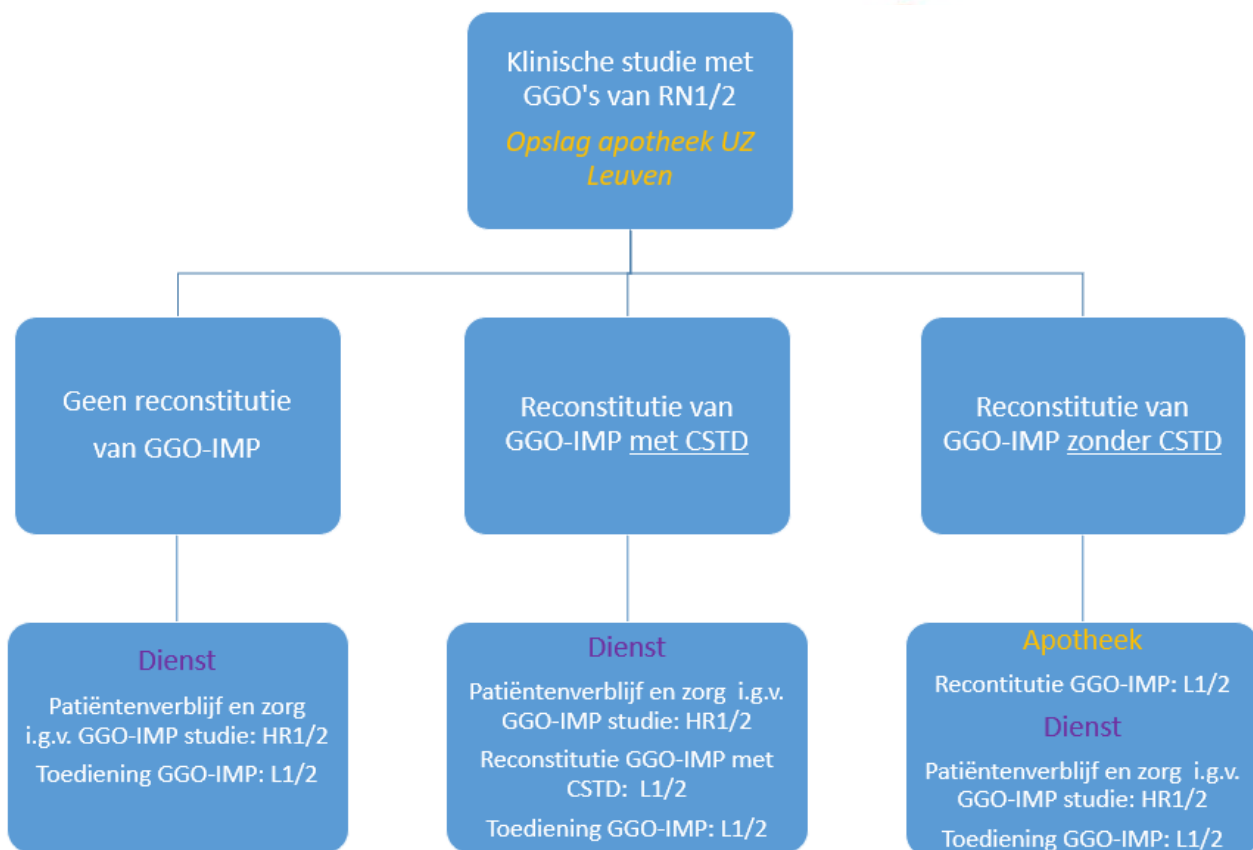 Klinische studie met
GGO's van RN1/2
Opslag apotheek UZ
Leuven
Geen reconstitutie
van GGO-IMP
Reconstitutie van
GGO-IMP met CSTD
Reconstitutie van
GGO-IMP zonder CSTD
Dienst
Patiëntenverblijf en zorg
i.g.v. GGO-IMP studie: HR1/2
Toediening GGO-IMP: L1/2
Dienst
Patiëntenverblijf en zorg i.g.v.
GGO-IMP studie: HR1/2
Reconstitutie GGO-IMP met
CSTD: L1/2
Toediening GGO-IMP: L1/2
Apotheek
Recontitutie GGO-IMP: L1/2
Dienst
Patiëntenverblijf en zorg i.g.v.
GGO-IMP studie: HR1/2
Toediening GGO-IMP: L1/2